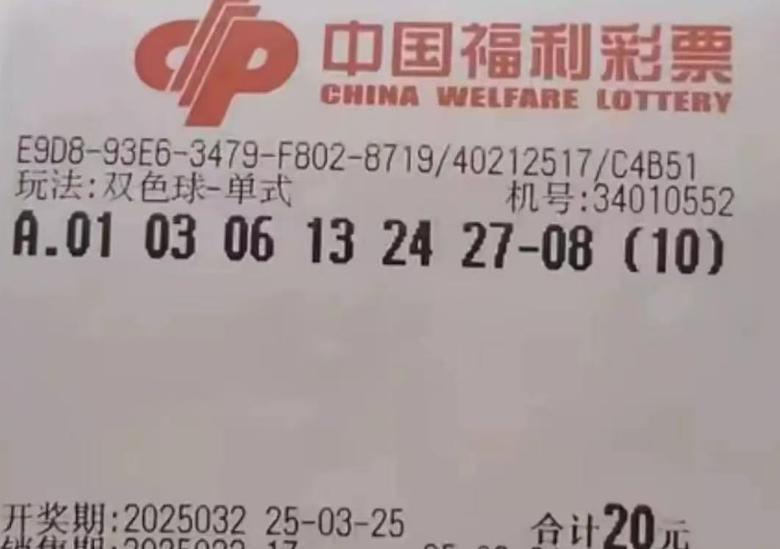 中国福利彩票
CHINA WELFARE LOTTERY
E9D8-93E6-3479-F802-8719/40212517/C4B51
玩法:双色球-单式 机号:34010552
A.01 03 06 13 24 27-08 (10)
开奖期:2025032 25-03-25 合计20元